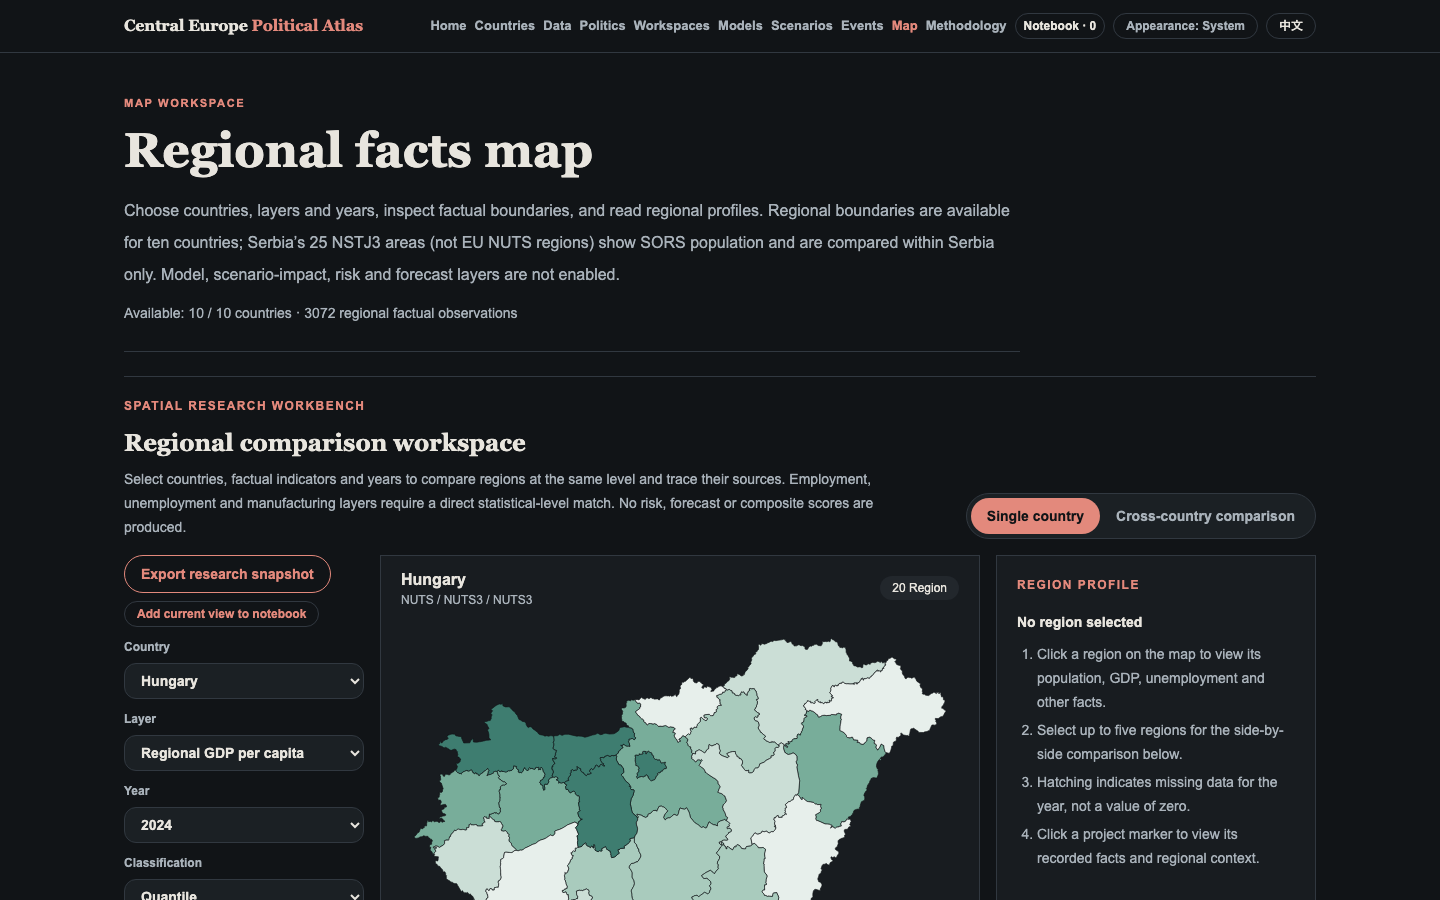 Central Europe Political Atlas
Home Countries Data Politics Workspaces Models Scenarios Events Map Methodology Notebook · 0 Appearance: System 中文
MAP WORKSPACE
Regional facts map
Choose countries, layers and years, inspect factual boundaries, and read regional profiles. Regional boundaries are available
for ten countries; Serbia's 25 NSTJ3 areas (not EU NUTS regions) show SORS population and are compared within Serbia
only. Model, scenario-impact, risk and forecast layers are not enabled.
Available: 10 / 10 countries · 3072 regional factual observations
SPATIAL RESEARCH WORKBENCH
Regional comparison workspace
Select countries, factual indicators and years to compare regions at the same level and trace their sources. Employment,
unemployment and manufacturing layers require a direct statistical-level match. No risk, forecast or composite scores are
produced.
Single country Cross-country comparison
Export research snapshot
Add current view to notebook
Country
Hungary
Layer
Regional GDP per capita
Year
2024
Classification
Quantile
Hungary
NUTS / NUTS3 / NUTS3
20 Region
REGION PROFILE
No region selected
1. Click a region on the map to view its
population, GDP, unemployment and
other facts.
2. Select up to five regions for the side-by-
side comparison below.
3. Hatching indicates missing data for the
year, not a value of zero.
4. Click a project marker to view its
recorded facts and regional context.